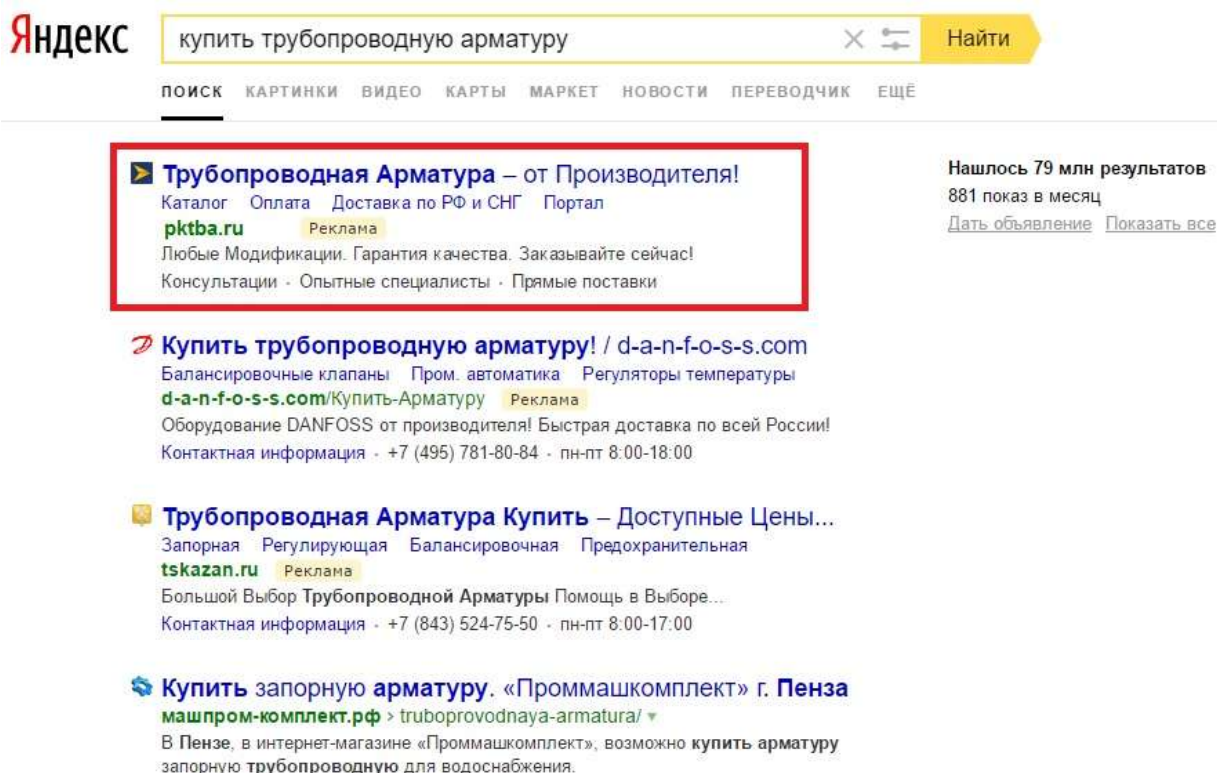 Яндекс
купить трубопроводную арматуру
Найти
ПОИСК КАРТИНКИ ВИДЕО КАРТЫ МАРКЕТ НОВОСТИ ПЕРЕВОДЧИК ЕЩЁ
Трубопроводная Арматура – от Производителя!
Каталог Оплата Доставка по РФ и СНГ Портал
pktba.ru Реклама
Любые Модификации. Гарантия качества. Заказывайте сейчас!
Консультации · Опытные специалисты · Прямые поставки
Нашлось 79 млн результатов
881 показ в месяц
Дать объявление Показать все
Купить трубопроводную арматуру! / d-a-n-f-o-s-s.com
Балансировочные клапаны Пром. автоматика Регуляторы температуры
d-a-n-f-o-s-s.com/Купить-Арматуру Реклама
Оборудование DANFOSS от производителя! Быстрая доставка по всей России!
Контактная информация · +7 (495) 781-80-84 · пн-пт 8:00-18:00
Трубопроводная Арматура Купить – Доступные Цены...
Запорная Регулирующая Балансировочная Предохранительная
tskazan.ru Реклама
Большой Выбор Трубопроводной Арматуры Помощь в Выборе...
Контактная информация · +7 (843) 524-75-50 · пн-пт 8:00-17:00
Купить запорную арматуру. «Проммашкомплект» г. Пенза
машпром-комплект.рф › truboprovodnaya-armatura/
В Пензе, в интернет-магазине «Проммашкомплект», возможно купить арматуру
запорную трубопроводную для водоснабжения.